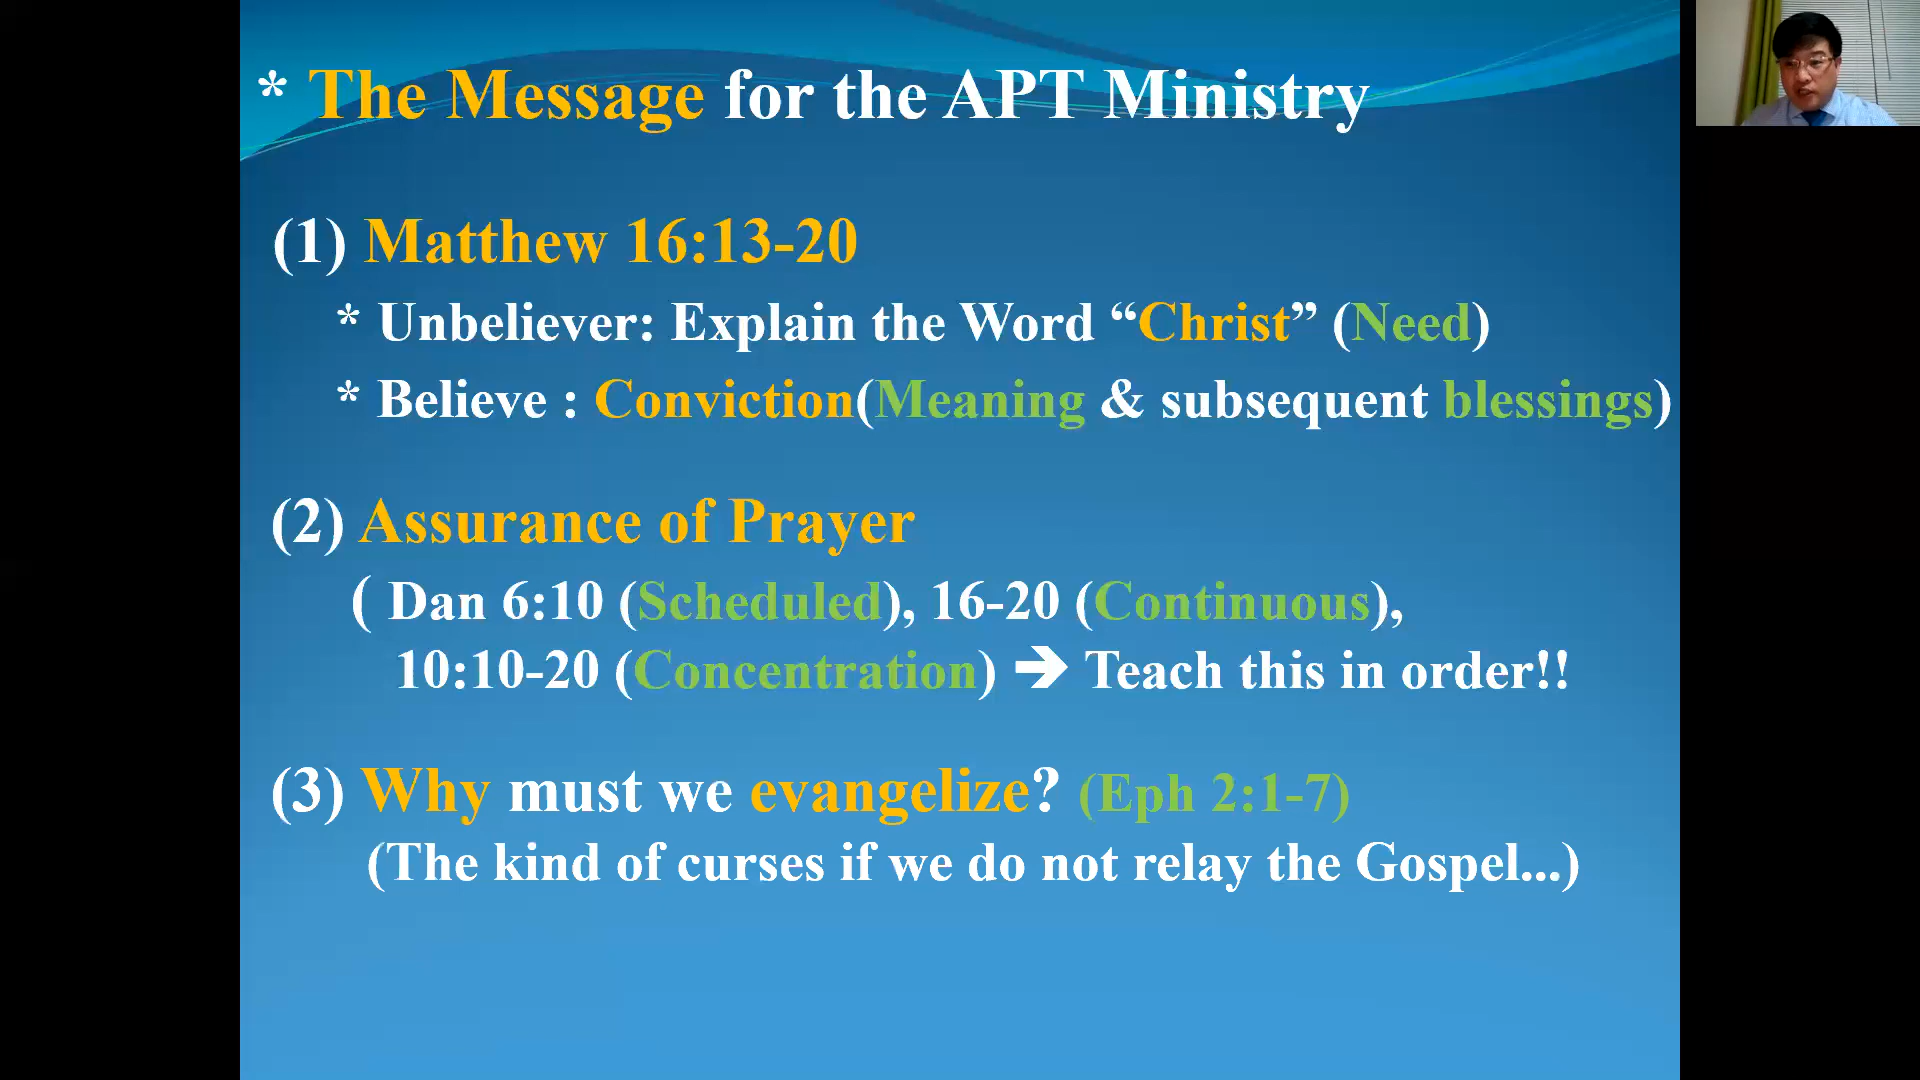 * The Message for the APT Ministry
(1) Matthew 16:13-20
* Unbeliever: Explain the Word “Christ” (Need)
* Believe : Conviction(Meaning & subsequent blessings)
(2) Assurance of Prayer
( Dan 6:10 (Scheduled), 16-20 (Continuous),
10:10-20 (Concentration) ➔ Teach this in order!!
(3) Why must we evangelize? (Eph 2:1-7)
(The kind of curses if we do not relay the Gospel...)